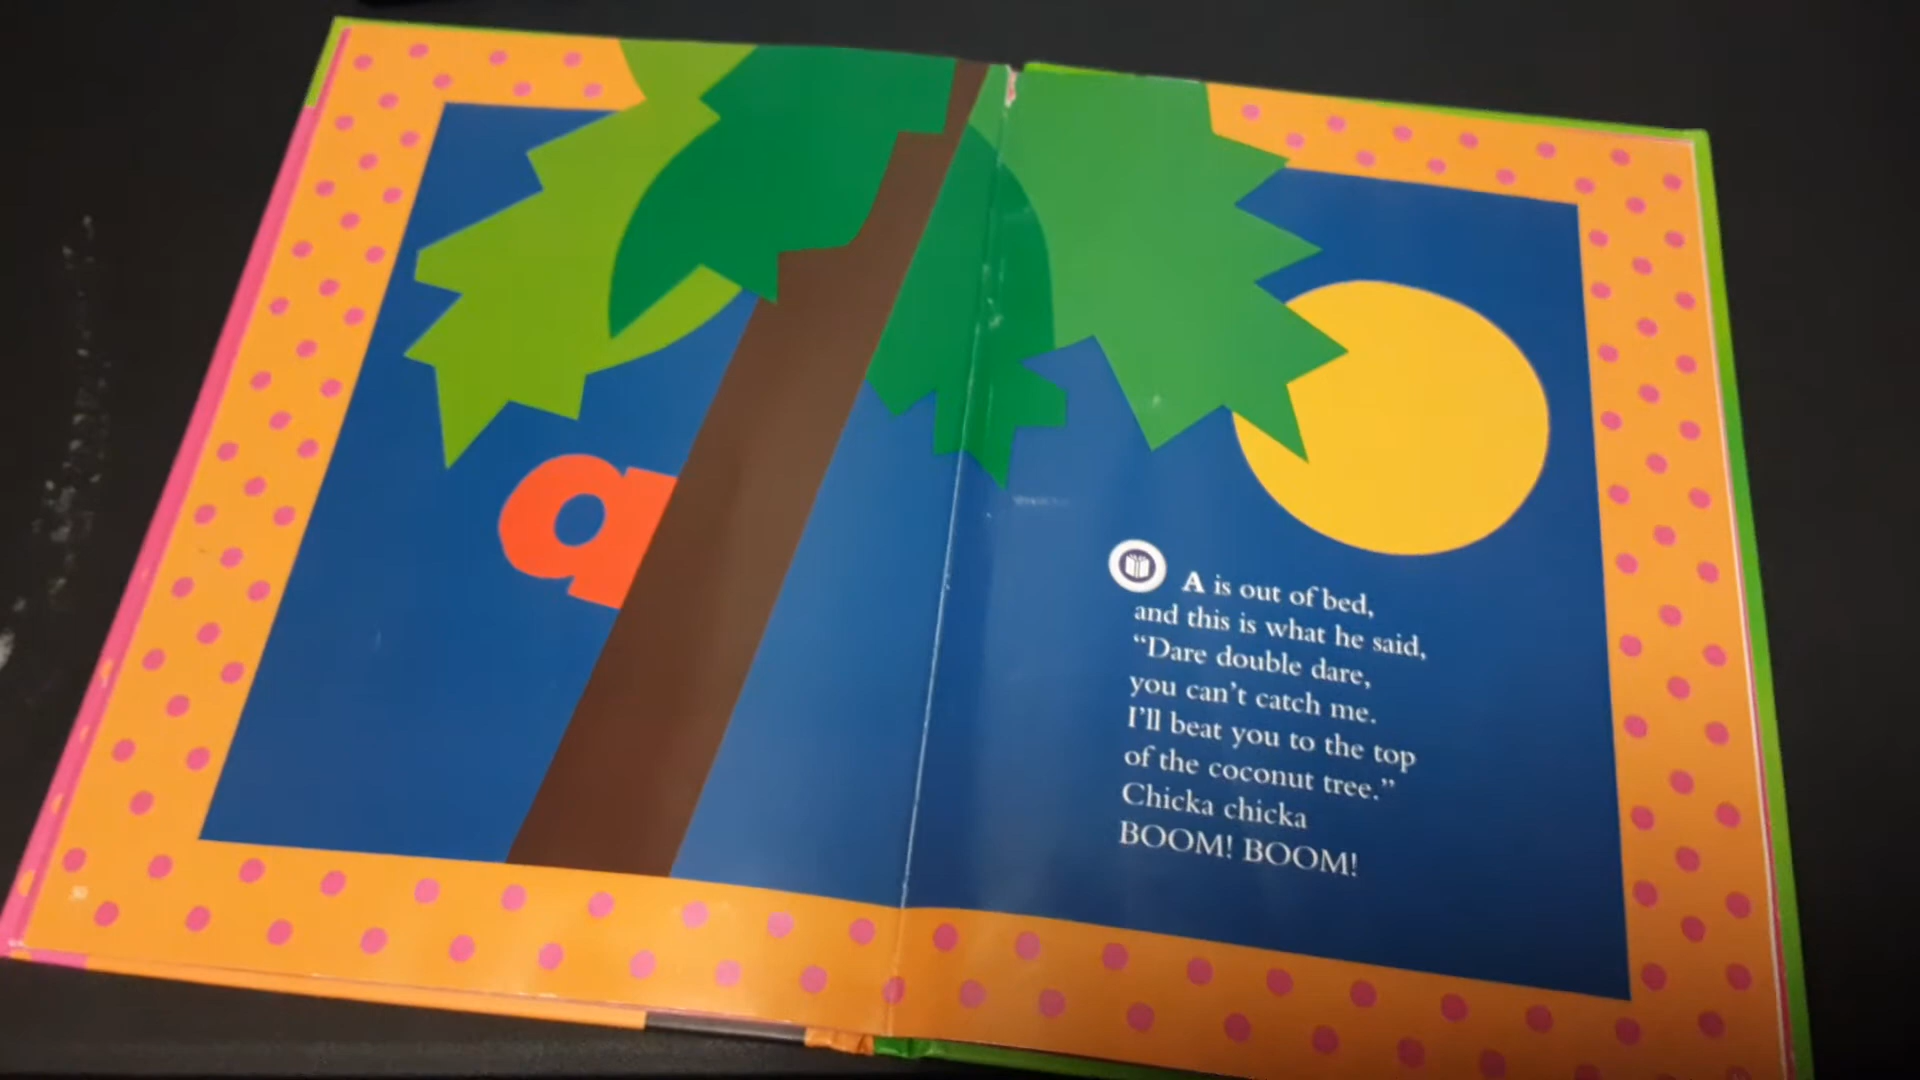 a
A is out of bed,
and this is what he said,
“Dare double dare,
you can’t catch me.
I’ll beat you to the top
of the coconut tree.”
Chicka chicka
BOOM! BOOM!